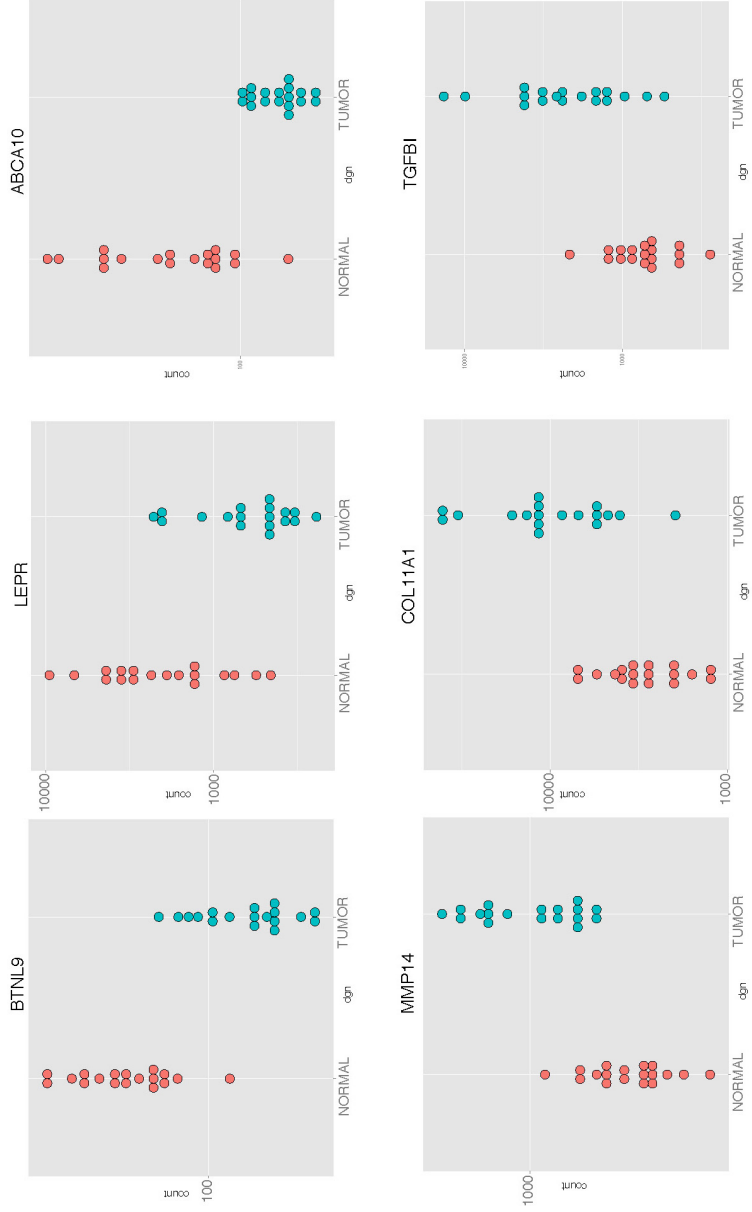 BTNL9
100
count
NORMAL
TUMOR
dgn
LEPR
10000
1000
count
NORMAL
TUMOR
dgn
ABCA10
100
count
NORMAL
TUMOR
dgn
MMP14
1000
count
NORMAL
TUMOR
dgn
COL11A1
10000
1000
count
NORMAL
TUMOR
dgn
TGFBI
10000
1000
count
NORMAL
TUMOR
dgn